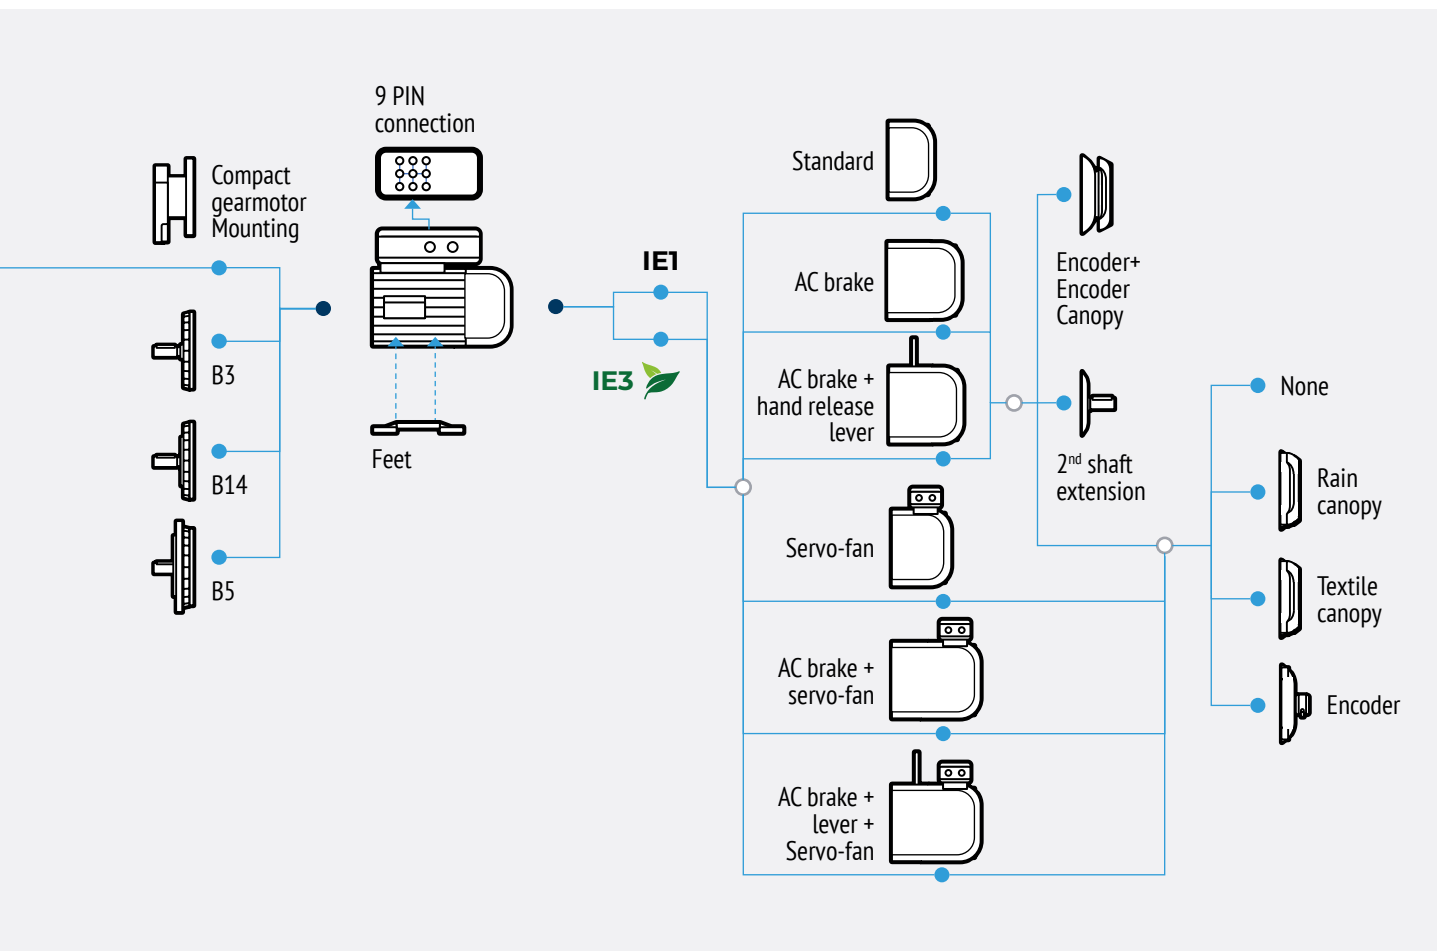 9 PIN
connection
Compact
gearmotor
Mounting
B3
B14
B5
Feet
IE1
IE3
Standard
AC brake
AC brake +
hand release
lever
Servo-fan
AC brake +
servo-fan
AC brake +
lever +
Servo-fan
Encoder+
Encoder
Canopy
2nd shaft
extension
None
Rain
canopy
Textile
canopy
Encoder